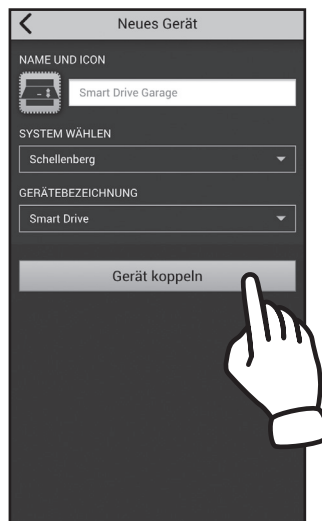 Neues Gerät
NAME UND ICON
Smart Drive Garage
SYSTEM WÄHLEN
Schellenberg
GERÄTEBEZEICHNUNG
Smart Drive
Gerät koppeln